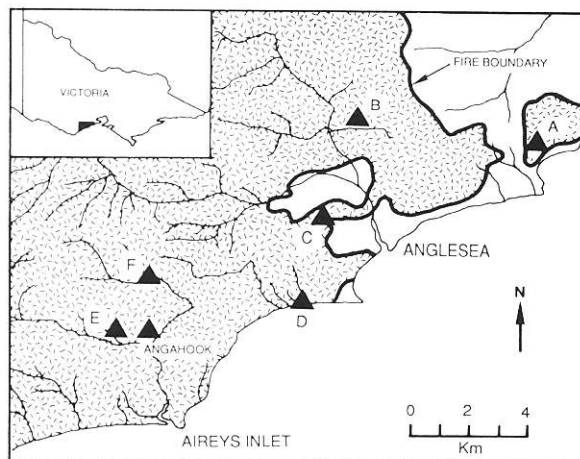 VICTORIA
FIRE BOUNDARY
A
B
C
ANGLESEA
F
N
D
E
ANGAHOOK
0 2 4
Km
AIREYS INLET